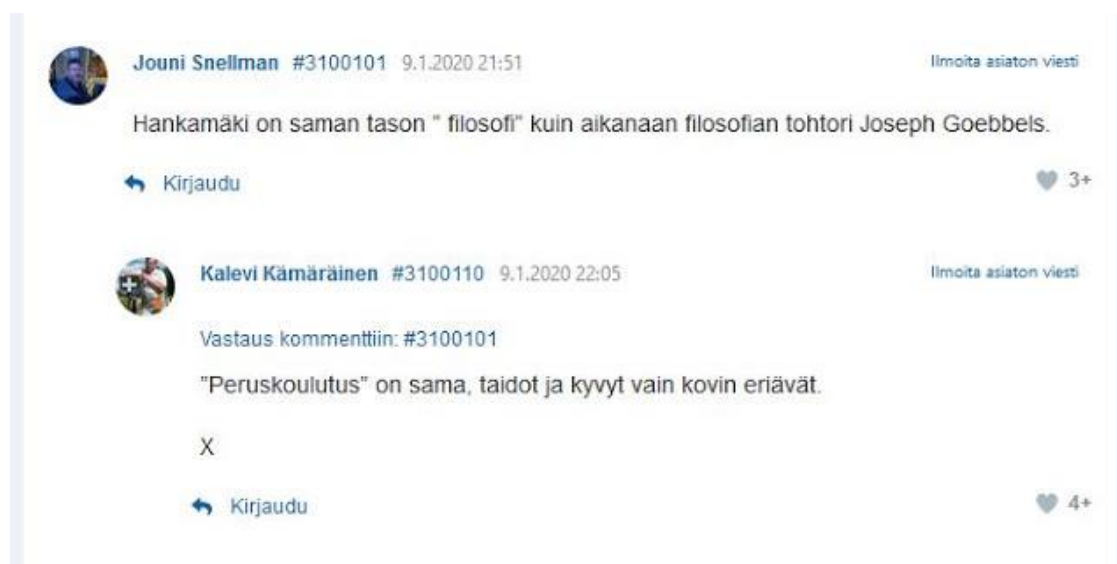 Jouni Snellman #3100101 9.1.2020 21:51 Ilmoita asiaton viesti
Hankamäki on saman tason " filosofi" kuin aikanaan filosofian tohtori Joseph Goebbels.
Kirjaudu 3+
Kalevi Kämäräinen #3100110 9.1.2020 22:05 Ilmoita asiaton viesti
Vastaus kommenttiin: #3100101
”Peruskoulutus” on sama, taidot ja kyvyt vain kovin eriävät.
X
Kirjaudu 4+